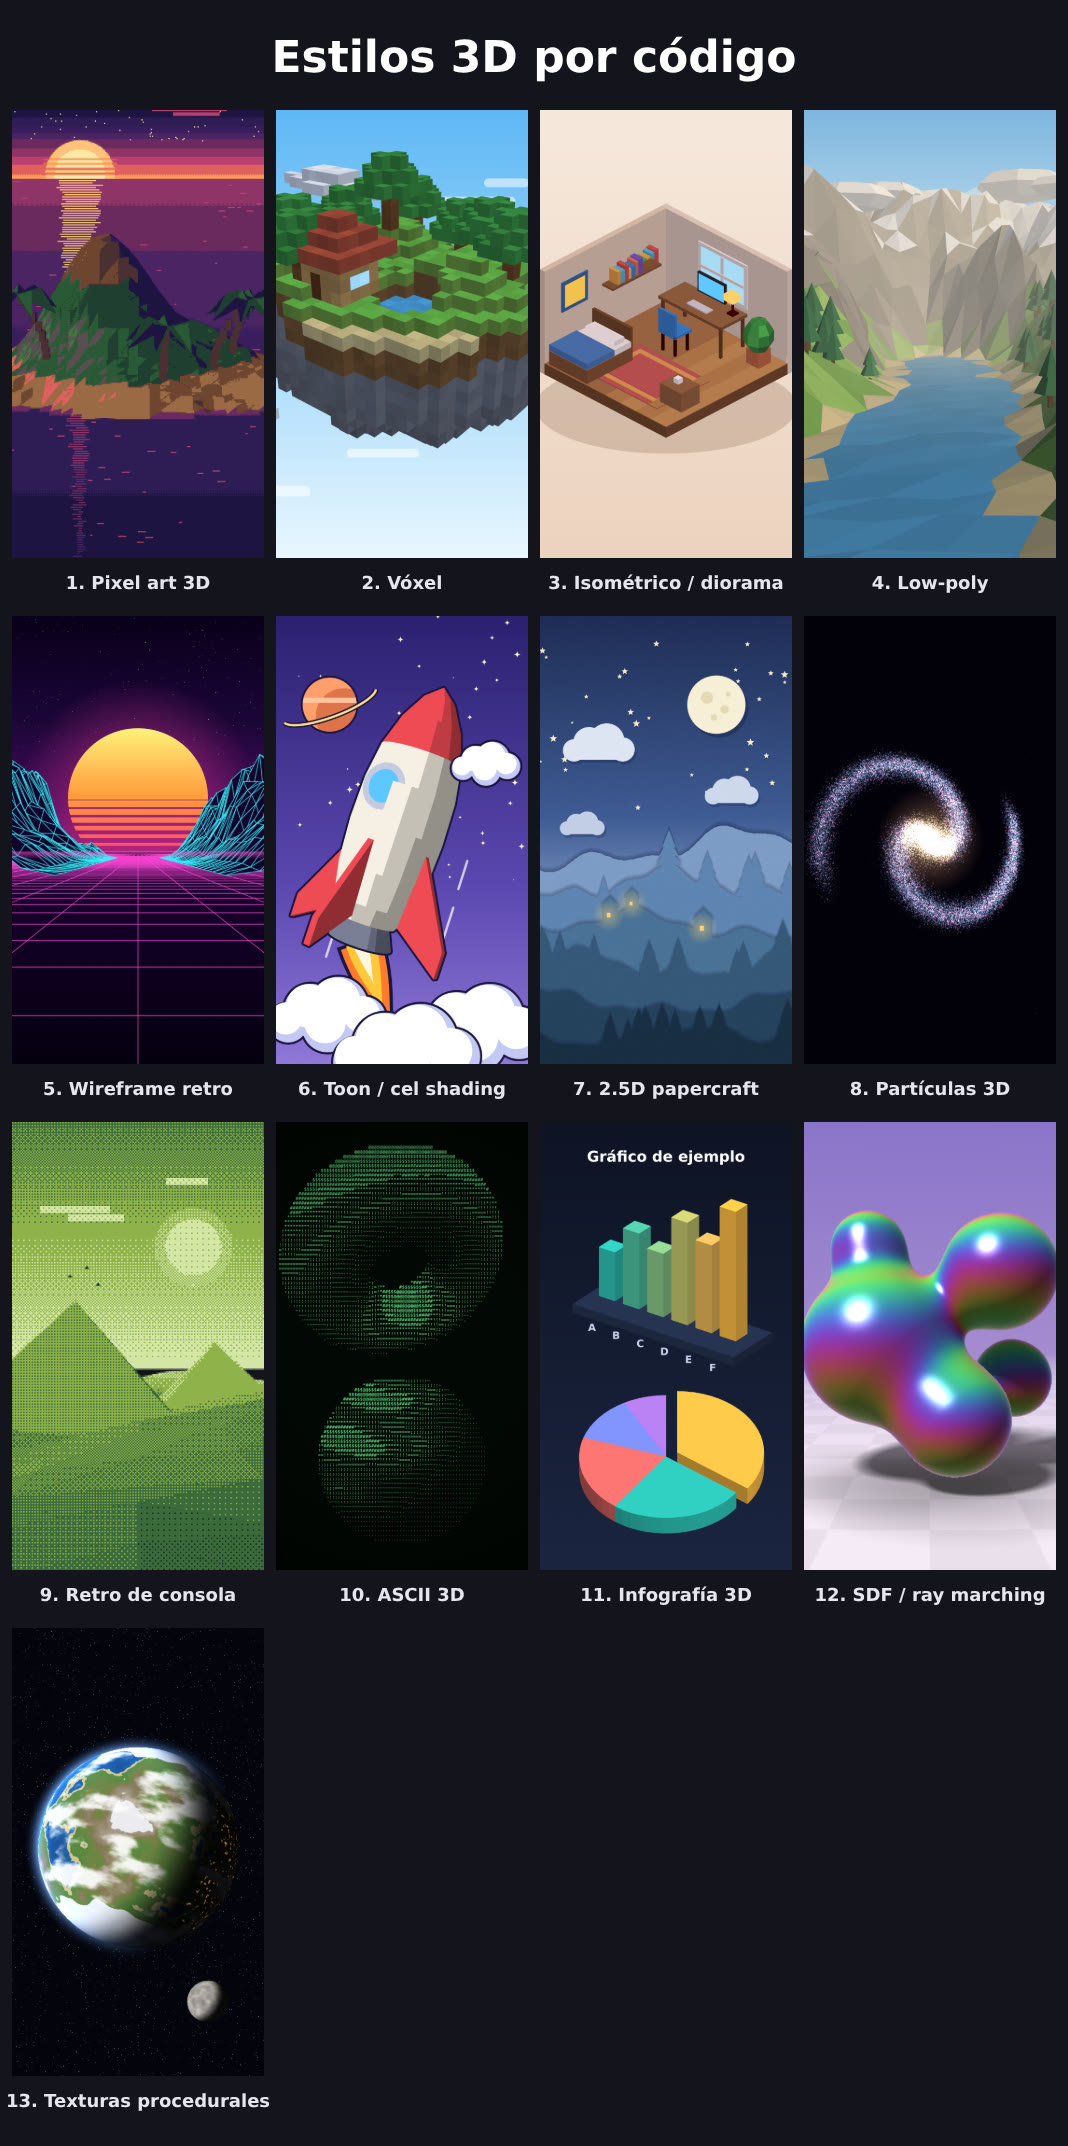 Estilos 3D por código
1. Pixel art 3D
2. Vóxel
3. Isométrico / diorama
4. Low-poly
5. Wireframe retro
6. Toon / cel shading
7. 2.5D papercraft
8. Partículas 3D
Gráfico de ejemplo
A B C D E F
9. Retro de consola
10. ASCII 3D
11. Infografía 3D
12. SDF / ray marching
13. Texturas procedurales